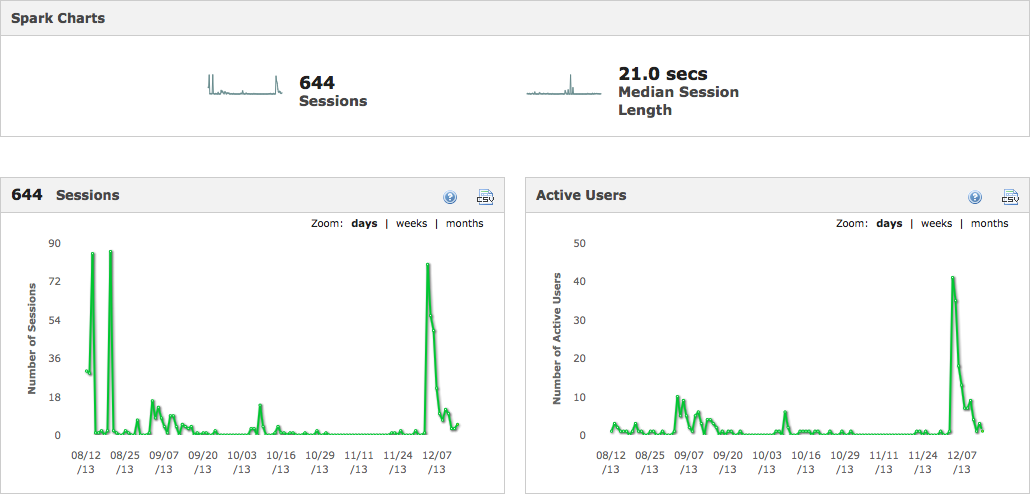 Spark Charts
644
Sessions
21.0 secs
Median Session
Length
644 Sessions
CSV
Zoom: days | weeks | months
Number of Sessions
90
72
54
36
18
0
08/12 08/25 09/07 09/20 10/03 10/16 10/29 11/11 11/24 12/07
/13 /13 /13 /13 /13 /13 /13 /13 /13 /13
Active Users
CSV
Zoom: days | weeks | months
Number of Active Users
50
40
30
20
10
0
08/12 08/25 09/07 09/20 10/03 10/16 10/29 11/11 11/24 12/07
/13 /13 /13 /13 /13 /13 /13 /13 /13 /13